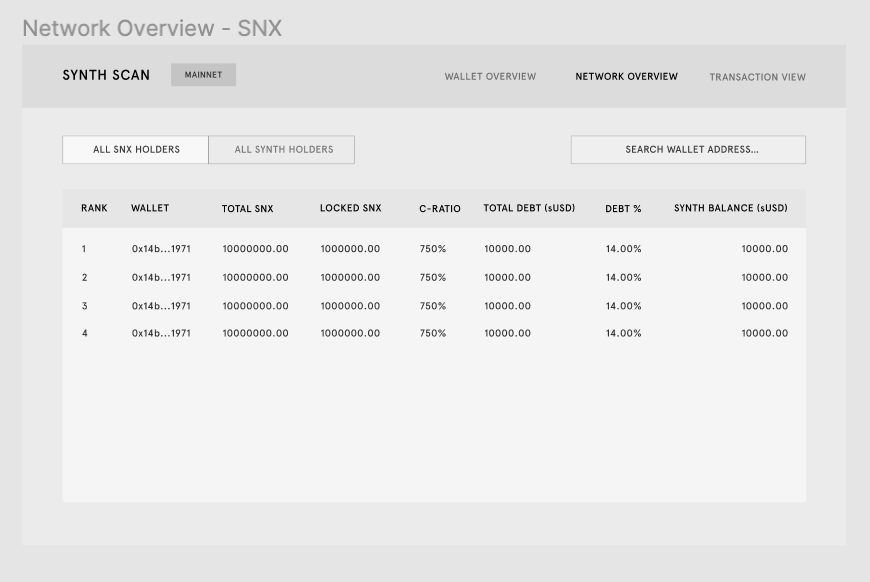 Network Overview - SNX
SYNTH SCAN MAINNET WALLET OVERVIEW NETWORK OVERVIEW TRANSACTION VIEW
ALL SNX HOLDERS ALL SYNTH HOLDERS SEARCH WALLET ADDRESS...
RANK WALLET TOTAL SNX LOCKED SNX C-RATIO TOTAL DEBT (sUSD) DEBT % SYNTH BALANCE (sUSD)
1 0x14b...1971 10000000.00 1000000.00 750% 10000.00 14.00% 10000.00
2 0x14b...1971 10000000.00 1000000.00 750% 10000.00 14.00% 10000.00
3 0x14b...1971 10000000.00 1000000.00 750% 10000.00 14.00% 10000.00
4 0x14b...1971 10000000.00 1000000.00 750% 10000.00 14.00% 10000.00